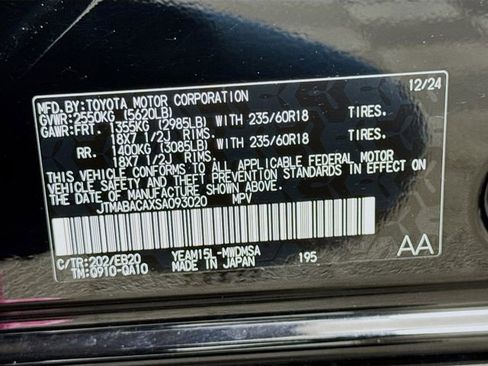 MFD.BY:TOYOTA MOTOR CORPORATION 12/24
GVWR:2550KG (5620LB)
GAWR:FRT. 1355KG (2985LB) WITH 235/60R18 TIRES.
18X7 1/2J RIMS.
RR. 1400KG (3085LB) WITH 235/60R18 TIRES.
18X7 1/2J RIMS.
THIS VEHICLE CONFORMS TO ALL APPLICABLE FEDERAL MOTOR
VEHICLE SAFETY AND THEFT PREVENTION STANDARDS IN EFFECT ON
THE DATE OF MANUFACTURE SHOWN ABOVE.
JTMABACAXSA093020 MPV
C/TR:202/EB20 YEAM15L-MWDMSA AA
TM:0910-QA10 MADE IN JAPAN 195